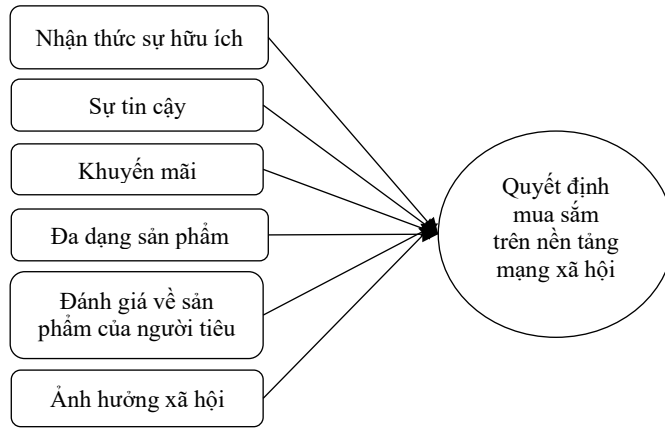 Nhận thức sự hữu ích
Sự tin cậy
Khuyến mãi
Đa dạng sản phẩm
Đánh giá về sản
phẩm của người tiêu
Ảnh hưởng xã hội
Quyết định
mua sắm
trên nền tảng
mạng xã hội